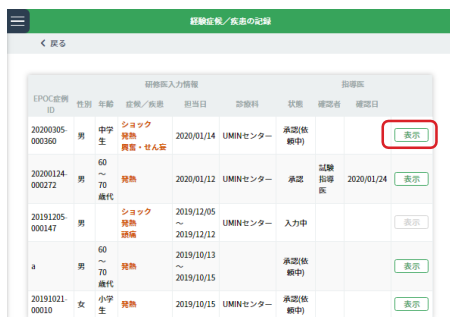 経験症候／疾患の記録
戻る
研修医入力情報 指導医
EPOC症例ID 性別 年齢 症候／疾患 担当日 診療科 状態 確認者 確認日
20200305-000360 男 中学生 ショック 発熱 興奮・せん妄 2020/01/14 UMINセンター 承認(依頼中) 表示
20200124-000272 男 60～70歳代 発熱 2020/01/12 UMINセンター 承認 試験指導医 2020/01/24 表示
20191205-000147 男 ショック 発熱 頭痛 2019/12/05～2019/12/12 UMINセンター 入力中 表示
a 男 60～70歳代 発熱 2019/10/13～2019/10/15 承認(依頼中) 表示
20191021-00010 女 小学生 発熱 2019/10/15 UMINセンター 承認(依頼中) 表示